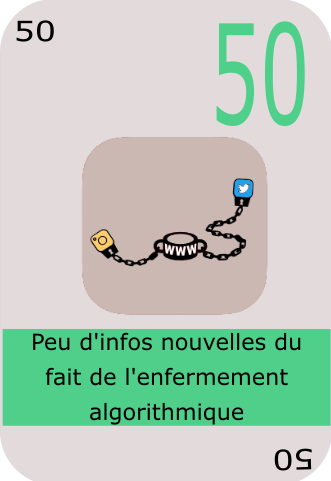 50
50
WWW
Peu d'infos nouvelles du
fait de l'enfermement
algorithmique
50